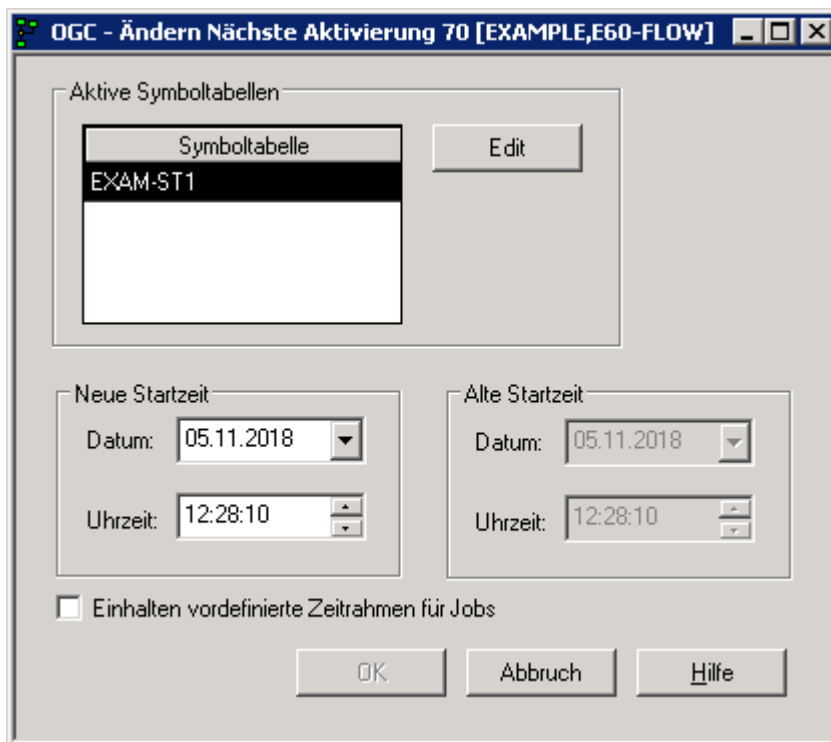 OGC - Ändern Nächste Aktivierung 70 [EXAMPLE,E60-FLOW]
Aktive Symboltabellen
Symboltabelle
EXAM-ST1
Edit
Neue Startzeit
Datum: 05.11.2018
Uhrzeit: 12:28:10
Alte Startzeit
Datum: 05.11.2018
Uhrzeit: 12:28:10
Einhalten vordefinierte Zeitrahmen für Jobs
OK
Abbruch
Hilfe